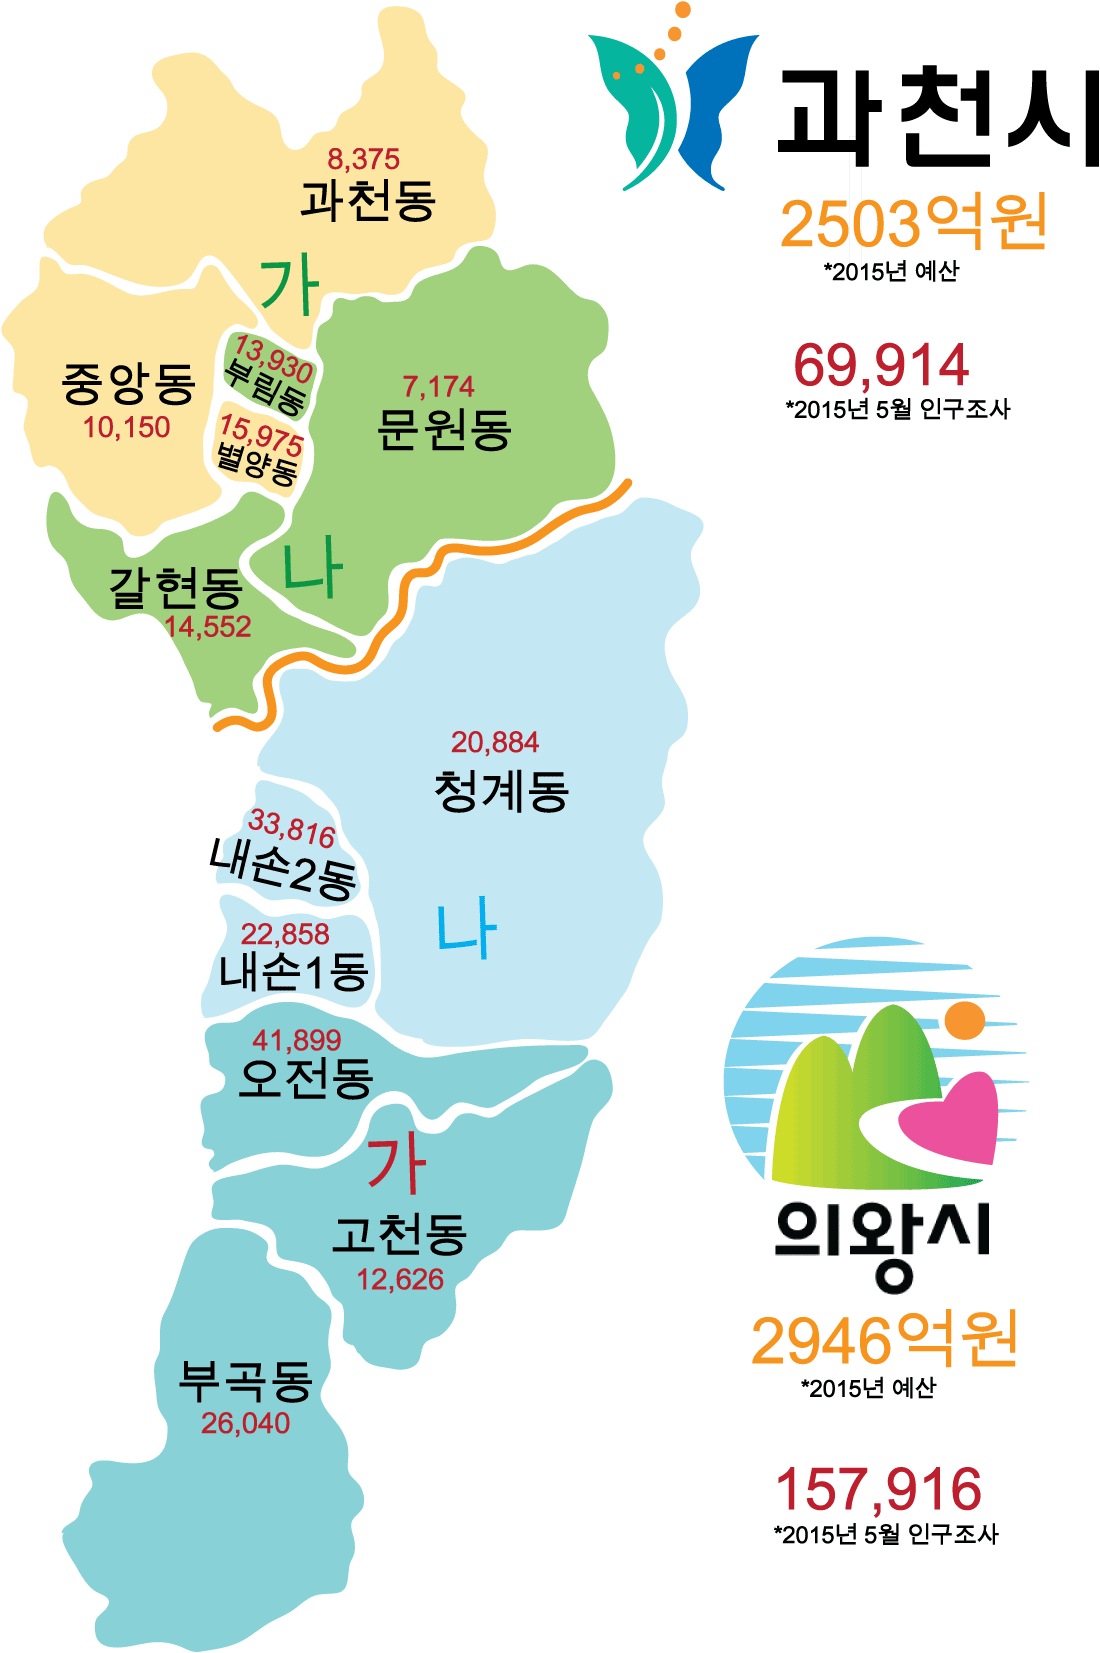 과천시
2503억원
*2015년 예산
69,914
*2015년 5월 인구조사
8,375
과천동
가
중앙동
10,150
13,930
부림동
15,975
별양동
7,174
문원동
나
갈현동
14,552
20,884
청계동
33,816
내손2동
나
22,858
내손1동
41,899
오전동
가
고천동
12,626
부곡동
26,040
의왕시
2946억원
*2015년 예산
157,916
*2015년 5월 인구조사